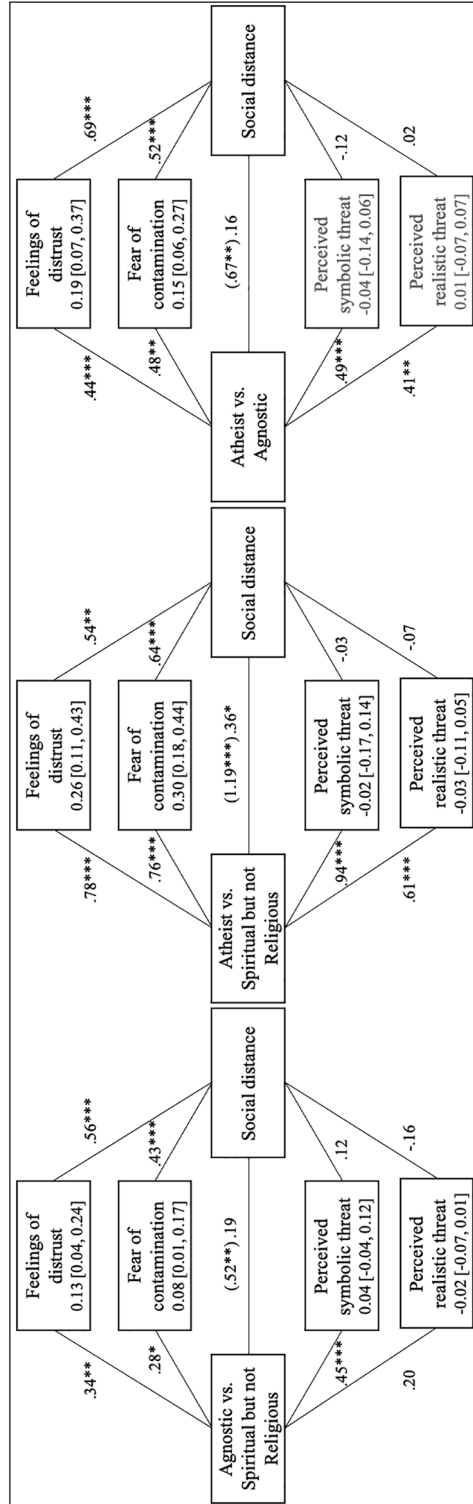 Feelings of
distrust
0.13 [0.04, 0.24]
.34**
.56***
Fear of
contamination
0.08 [0.01, 0.17]
.28*
.43***
Agnostic vs.
Spiritual but not
Religious
(.52**) .19
Social distance
Perceived
symbolic threat
0.04 [-0.04, 0.12]
.45***
.12
Perceived
realistic threat
-0.02 [-0.07, 0.01]
.20
-.16
Feelings of
distrust
0.26 [0.11, 0.43]
.78***
.54**
Fear of
contamination
0.30 [0.18, 0.44]
.76***
.64***
Atheist vs.
Spiritual but not
Religious
(1.19***) .36*
Social distance
Perceived
symbolic threat
-0.02 [-0.17, 0.14]
.94***
-.03
Perceived
realistic threat
-0.03 [-0.11, 0.05]
.61***
-.07
Feelings of
distrust
0.19 [0.07, 0.37]
.44***
.69***
Fear of
contamination
0.15 [0.06, 0.27]
.48**
.52***
Atheist vs.
Agnostic
(.67**) .16
Social distance
Perceived
symbolic threat
-0.04 [-0.14, 0.06]
.49***
-.12
Perceived
realistic threat
0.01 [-0.07, 0.07]
.41**
.02